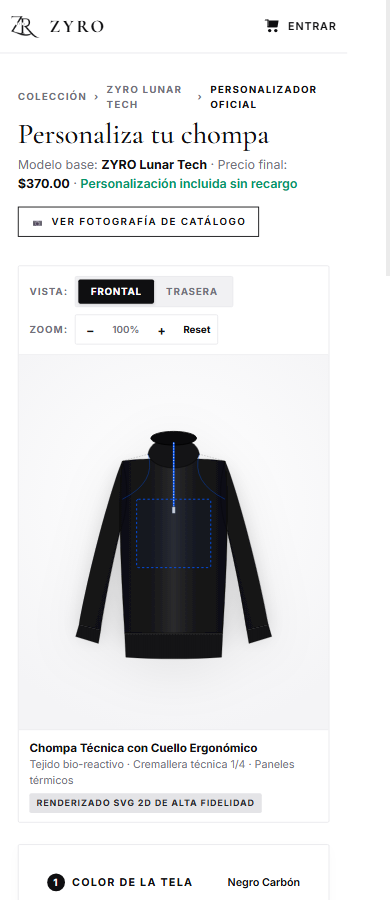 ZR ZYRO ENTRAR
COLECCIÓN › ZYRO LUNAR TECH › PERSONALIZADOR OFICIAL
Personaliza tu chompa
Modelo base: ZYRO Lunar Tech · Precio final:
$370.00 · Personalización incluida sin recargo
VER FOTOGRAFÍA DE CATÁLOGO
VISTA: FRONTAL TRASERA
ZOOM: − 100% + Reset
Chompa Técnica con Cuello Ergonómico
Tejido bio-reactivo · Cremallera técnica 1/4 · Paneles
térmicos
RENDERIZADO SVG 2D DE ALTA FIDELIDAD
1 COLOR DE LA TELA Negro Carbón